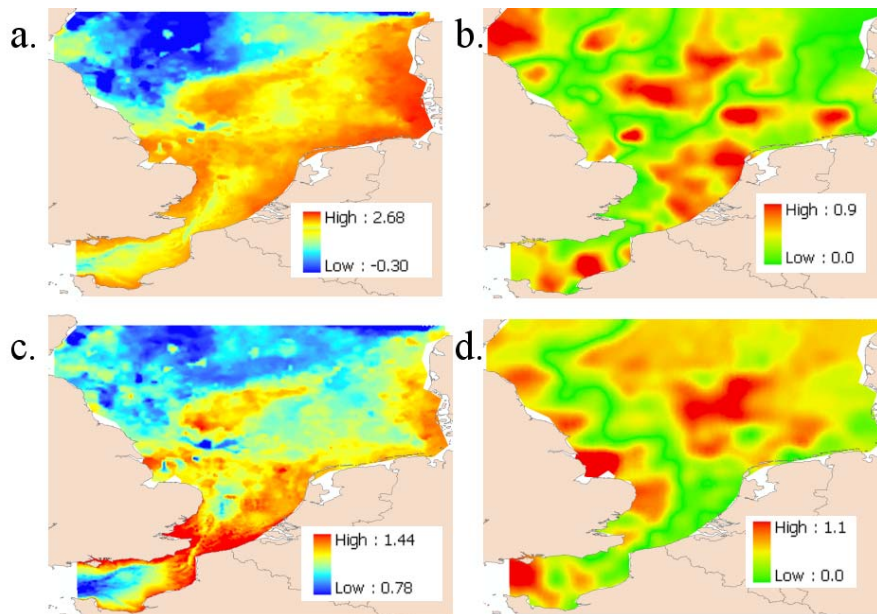 a.
High : 2.68
Low : -0.30
b.
High : 0.9
Low : 0.0
c.
High : 1.44
Low : 0.78
d.
High : 1.1
Low : 0.0